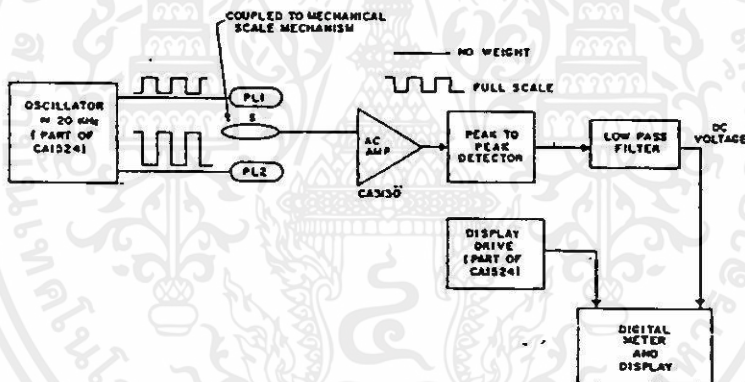 COUPLED TO MECHANICAL
SCALE MECHANISM
NO WEIGHT
FULL SCALE
OSCILLATOR
≈ 20 KHz
(PART OF
CA1524)
PL1
S
PL2
AC
AMP
CA3130
PEAK TO
PEAK
DETECTOR
LOW PASS
FILTER
DC
VOLTAGE
DISPLAY
DRIVE
(PART OF
CA1524)
DIGITAL
METER
AND
DISPLAY